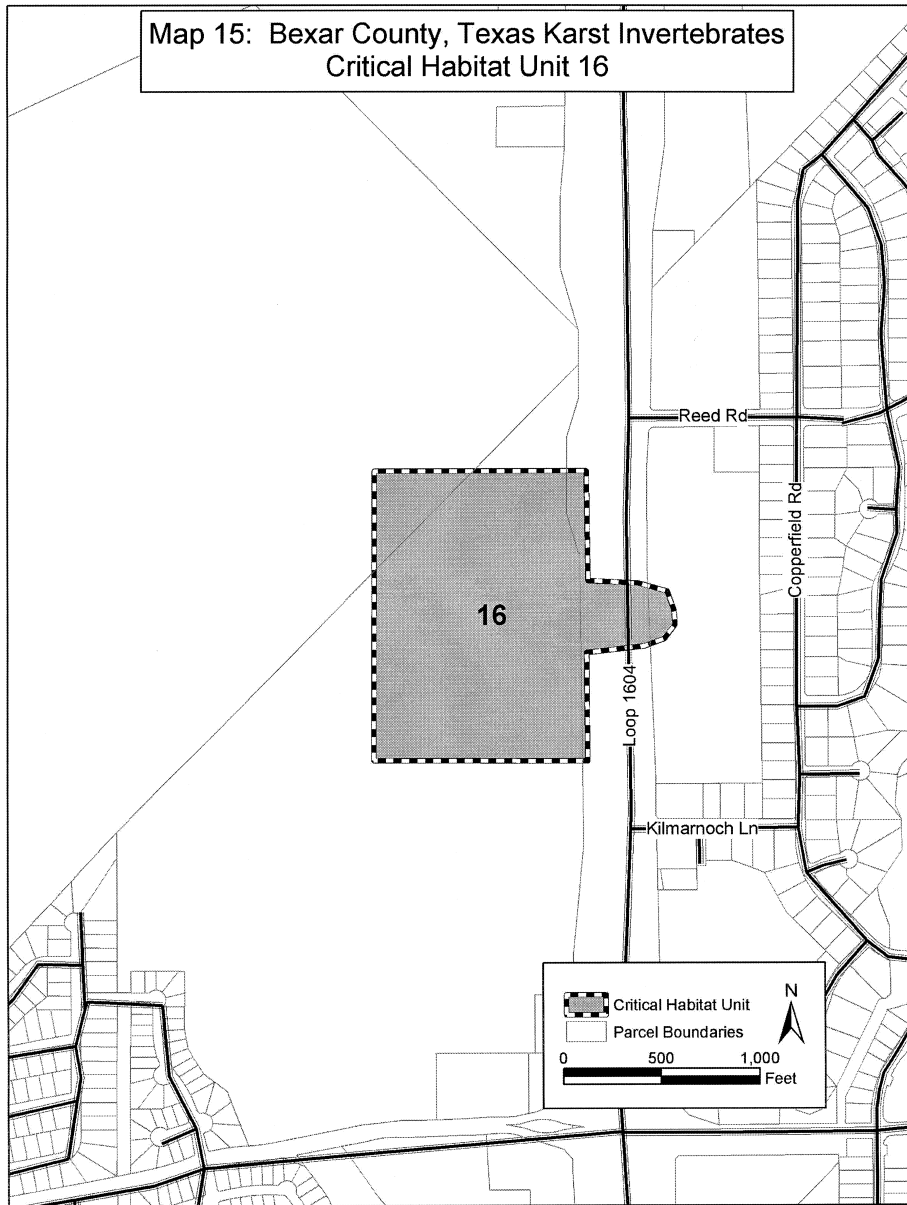 Map 15: Bexar County, Texas Karst Invertebrates
Critical Habitat Unit 16
Reed Rd
Copperfield Rd
16
Loop 1604
Kilmarnoch Ln
Critical Habitat Unit
Parcel Boundaries
N
0 500 1,000
Feet